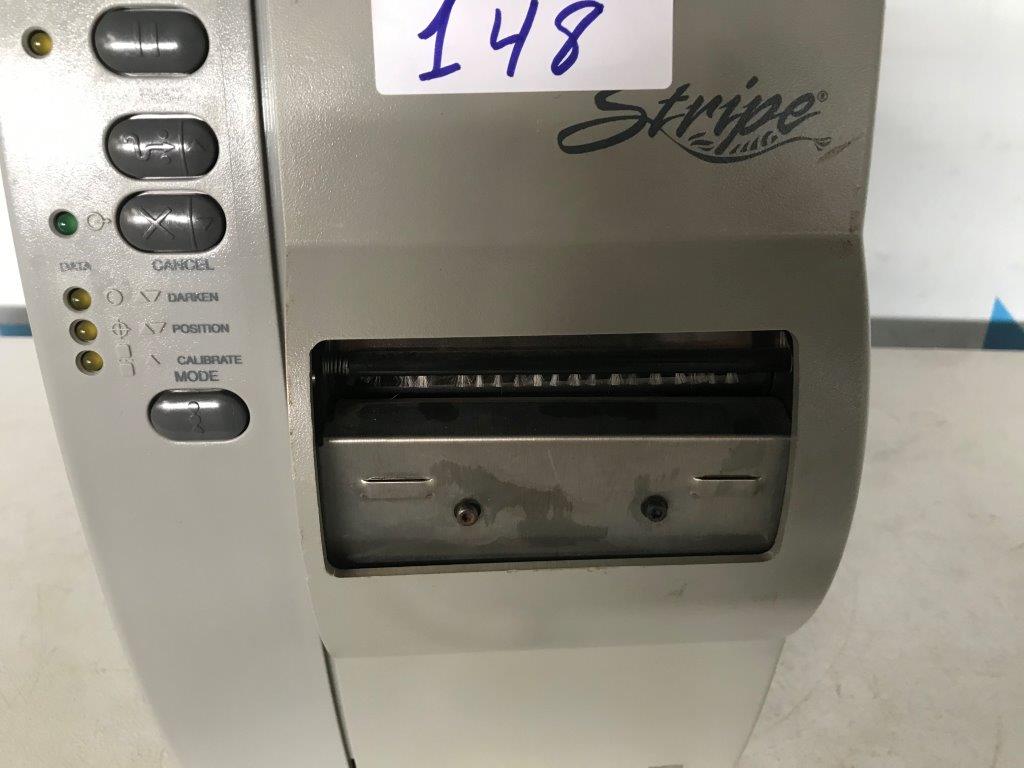 148
Stripe®
DATA
CANCEL
DARKEN
POSITION
CALIBRATE
MODE